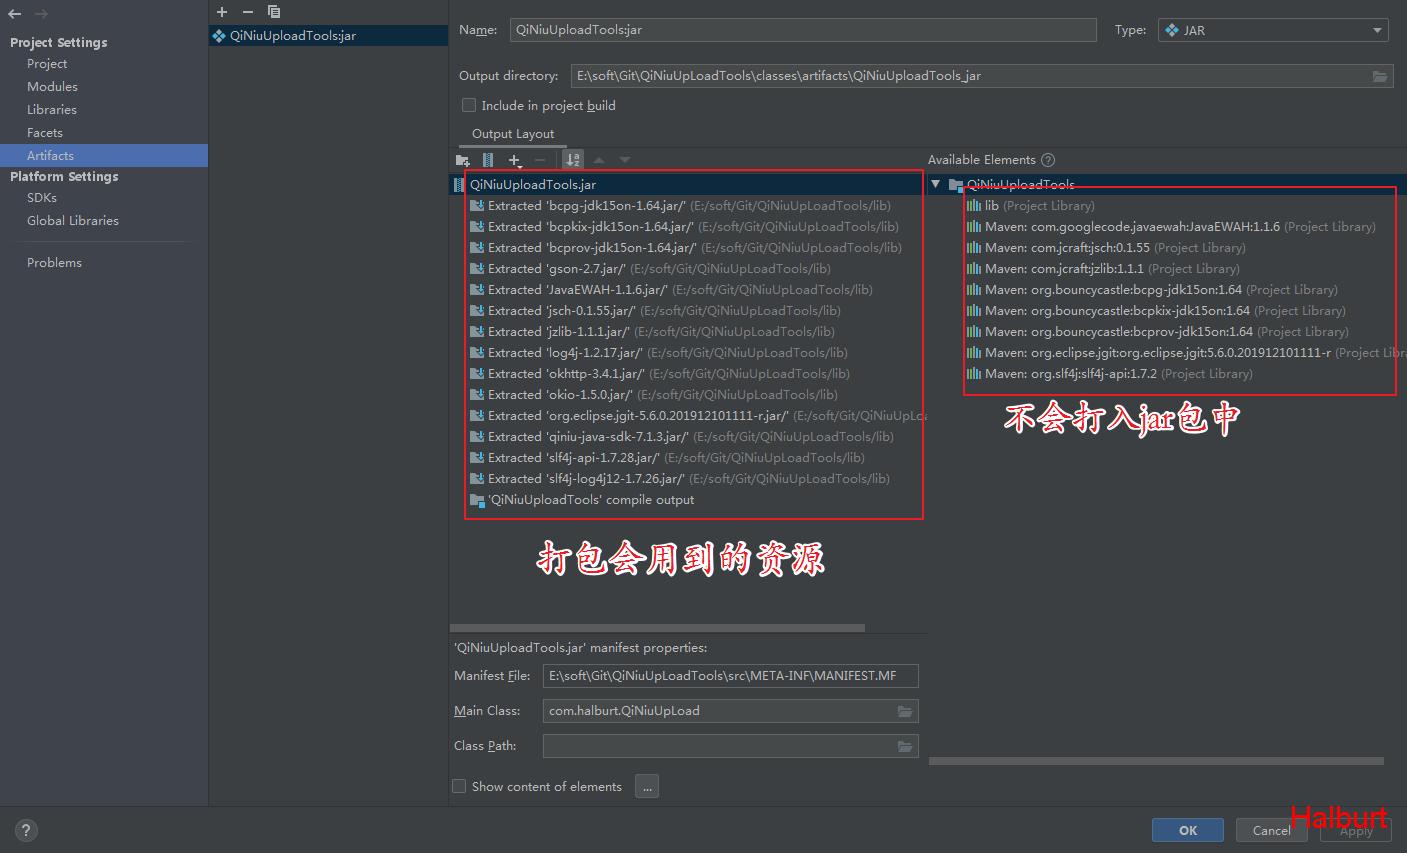 Project Settings
Project
Modules
Libraries
Facets
Artifacts
Platform Settings
SDKs
Global Libraries
Problems
QiNiuUploadTools:jar
Name: QiNiuUploadTools:jar Type: JAR
Output directory: E:\soft\Git\QiNiuUpLoadTools\classes\artifacts\QiNiuUploadTools_jar
Include in project build
Output Layout
Available Elements ?
QiNiuUploadTools.jar
Extracted 'bcpg-jdk15on-1.64.jar/' (E:/soft/Git/QiNiuUpLoadTools/lib)
Extracted 'bcpkix-jdk15on-1.64.jar/' (E:/soft/Git/QiNiuUpLoadTools/lib)
Extracted 'bcprov-jdk15on-1.64.jar/' (E:/soft/Git/QiNiuUpLoadTools/lib)
Extracted 'gson-2.7.jar/' (E:/soft/Git/QiNiuUpLoadTools/lib)
Extracted 'JavaEWAH-1.1.6.jar/' (E:/soft/Git/QiNiuUpLoadTools/lib)
Extracted 'jsch-0.1.55.jar/' (E:/soft/Git/QiNiuUpLoadTools/lib)
Extracted 'jzlib-1.1.1.jar/' (E:/soft/Git/QiNiuUpLoadTools/lib)
Extracted 'log4j-1.2.17.jar/' (E:/soft/Git/QiNiuUpLoadTools/lib)
Extracted 'okhttp-3.4.1.jar/' (E:/soft/Git/QiNiuUpLoadTools/lib)
Extracted 'okio-1.5.0.jar/' (E:/soft/Git/QiNiuUpLoadTools/lib)
Extracted 'org.eclipse.jgit-5.6.0.201912101111-r.jar/' (E:/soft/Git/QiNiuUpLoa
Extracted 'qiniu-java-sdk-7.1.3.jar/' (E:/soft/Git/QiNiuUpLoadTools/lib)
Extracted 'slf4j-api-1.7.28.jar/' (E:/soft/Git/QiNiuUpLoadTools/lib)
Extracted 'slf4j-log4j12-1.7.26.jar/' (E:/soft/Git/QiNiuUpLoadTools/lib)
'QiNiuUploadTools' compile output
打包会用到的资源
QiNiuUploadTools
lib (Project Library)
Maven: com.googlecode.javaewah:JavaEWAH:1.1.6 (Project Library)
Maven: com.jcraft:jsch:0.1.55 (Project Library)
Maven: com.jcraft:jzlib:1.1.1 (Project Library)
Maven: org.bouncycastle:bcpg-jdk15on:1.64 (Project Library)
Maven: org.bouncycastle:bcpkix-jdk15on:1.64 (Project Library)
Maven: org.bouncycastle:bcprov-jdk15on:1.64 (Project Library)
Maven: org.eclipse.jgit:org.eclipse.jgit:5.6.0.201912101111-r (Project Libra
Maven: org.slf4j:slf4j-api:1.7.2 (Project Library)
不会打入jar包中
'QiNiuUploadTools.jar' manifest properties:
Manifest File: E:\soft\Git\QiNiuUpLoadTools\src\META-INF\MANIFEST.MF
Main Class: com.halburt.QiNiuUpLoad
Class Path:
Show content of elements ...
? OK Cancel Apply
Halburt